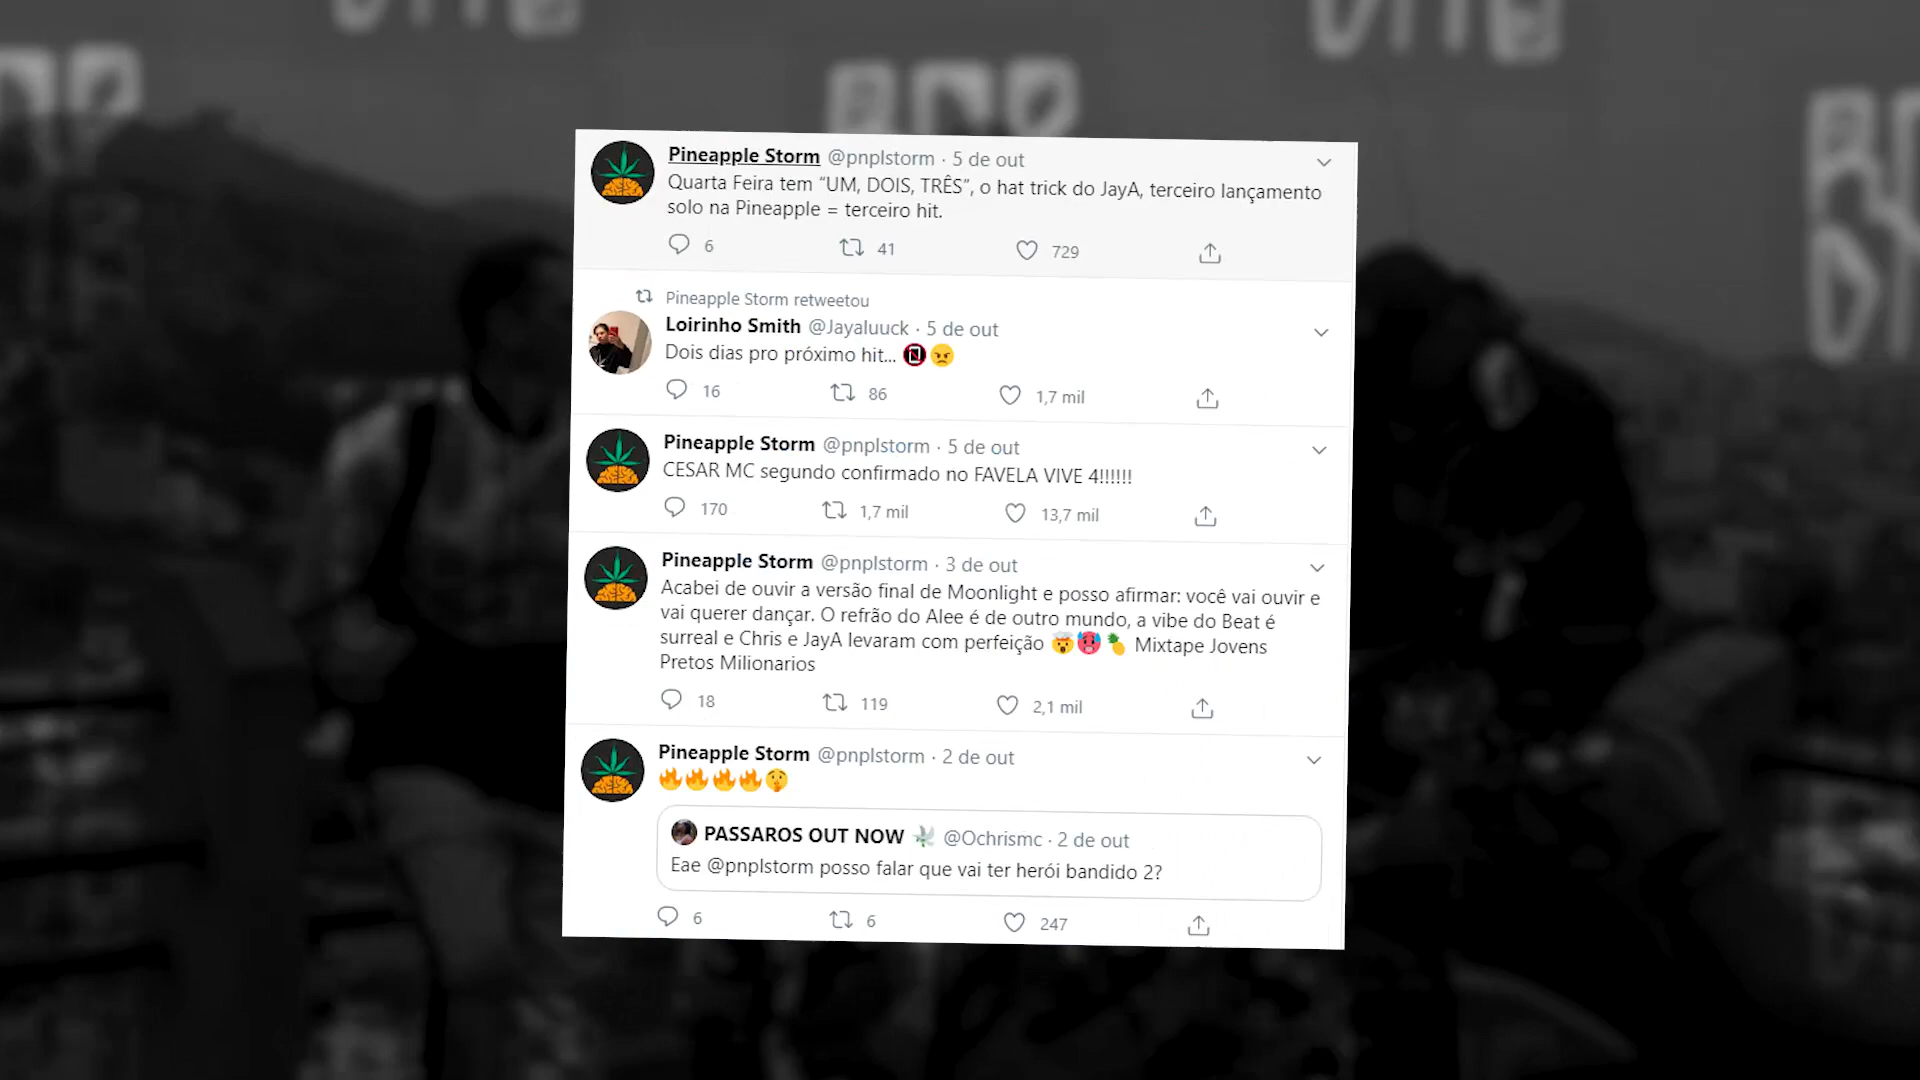 Pineapple Storm @pnplstorm · 5 de out
Quarta Feira tem “UM, DOIS, TRÊS”, o hat trick do JayA, terceiro lançamento
solo na Pineapple = terceiro hit.
6 41 729
Pineapple Storm retweetou
Loirinho Smith @Jayaluuck · 5 de out
Dois dias pro próximo hit... 📵😠
16 86 1,7 mil
Pineapple Storm @pnplstorm · 5 de out
CESAR MC segundo confirmado no FAVELA VIVE 4!!!!!!
170 1,7 mil 13,7 mil
Pineapple Storm @pnplstorm · 3 de out
Acabei de ouvir a versão final de Moonlight e posso afirmar: você vai ouvir e
vai querer dançar. O refrão do Alee é de outro mundo, a vibe do Beat é
surreal e Chris e JayA levaram com perfeição 🤯🥵🍍 Mixtape Jovens
Pretos Milionarios
18 119 2,1 mil
Pineapple Storm @pnplstorm · 2 de out
🔥🔥🔥🔥🤫
PASSAROS OUT NOW 🕊 @Ochrismc · 2 de out
Eae @pnplstorm posso falar que vai ter herói bandido 2?
6 6 247